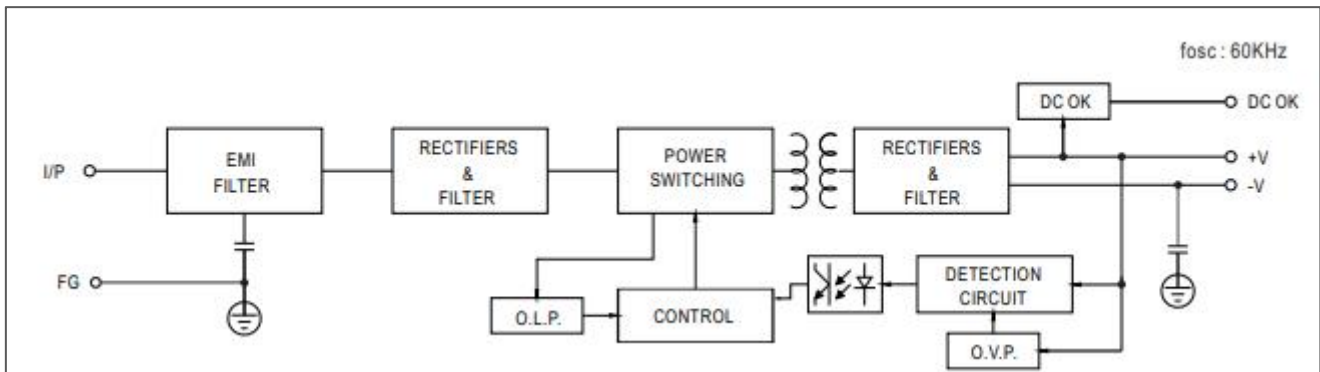 fosc : 60KHz
DC OK
DC OK
I/P
EMI
FILTER
RECTIFIERS
&
FILTER
POWER
SWITCHING
RECTIFIERS
&
FILTER
+V
-V
FG
O.L.P.
CONTROL
DETECTION
CIRCUIT
O.V.P.